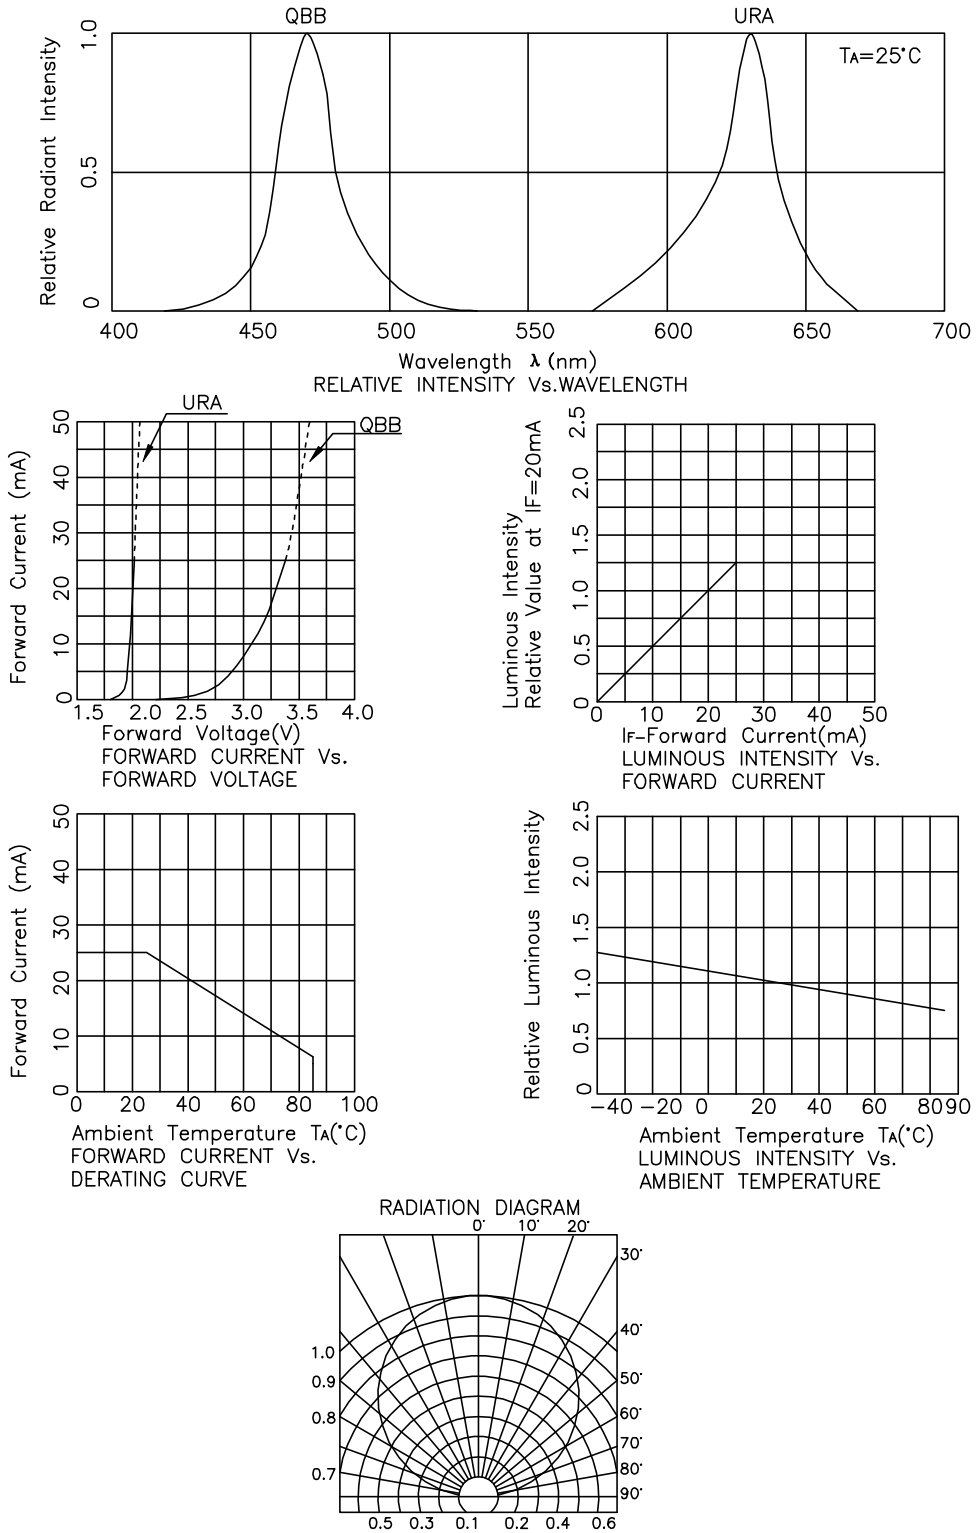 QBB URA
TA=25°C
Relative Radiant Intensity
1.0
0.5
0
400 450 500 550 600 650 700
Wavelength λ (nm)
RELATIVE INTENSITY Vs.WAVELENGTH
URA
QBB
Forward Current (mA)
50
40
30
20
10
0
1.5 2.0 2.5 3.0 3.5 4.0
Forward Voltage(V)
FORWARD CURRENT Vs.
FORWARD VOLTAGE
Luminous Intensity
Relative Value at IF=20mA
2.5
2.0
1.5
1.0
0.5
0
0 10 20 30 40 50
IF-Forward Current(mA)
LUMINOUS INTENSITY Vs.
FORWARD CURRENT
Forward Current (mA)
50
40
30
20
10
0
0 20 40 60 80 100
Ambient Temperature TA(°C)
FORWARD CURRENT Vs.
DERATING CURVE
Relative Luminous Intensity
2.5
2.0
1.5
1.0
0.5
0
-40 -20 0 20 40 60 80 90
Ambient Temperature TA(°C)
LUMINOUS INTENSITY Vs.
AMBIENT TEMPERATURE
RADIATION DIAGRAM
0° 10° 20°
30°
40°
50°
60°
70°
80°
90°
1.0
0.9
0.8
0.7
0.5 0.3 0.1 0.2 0.4 0.6